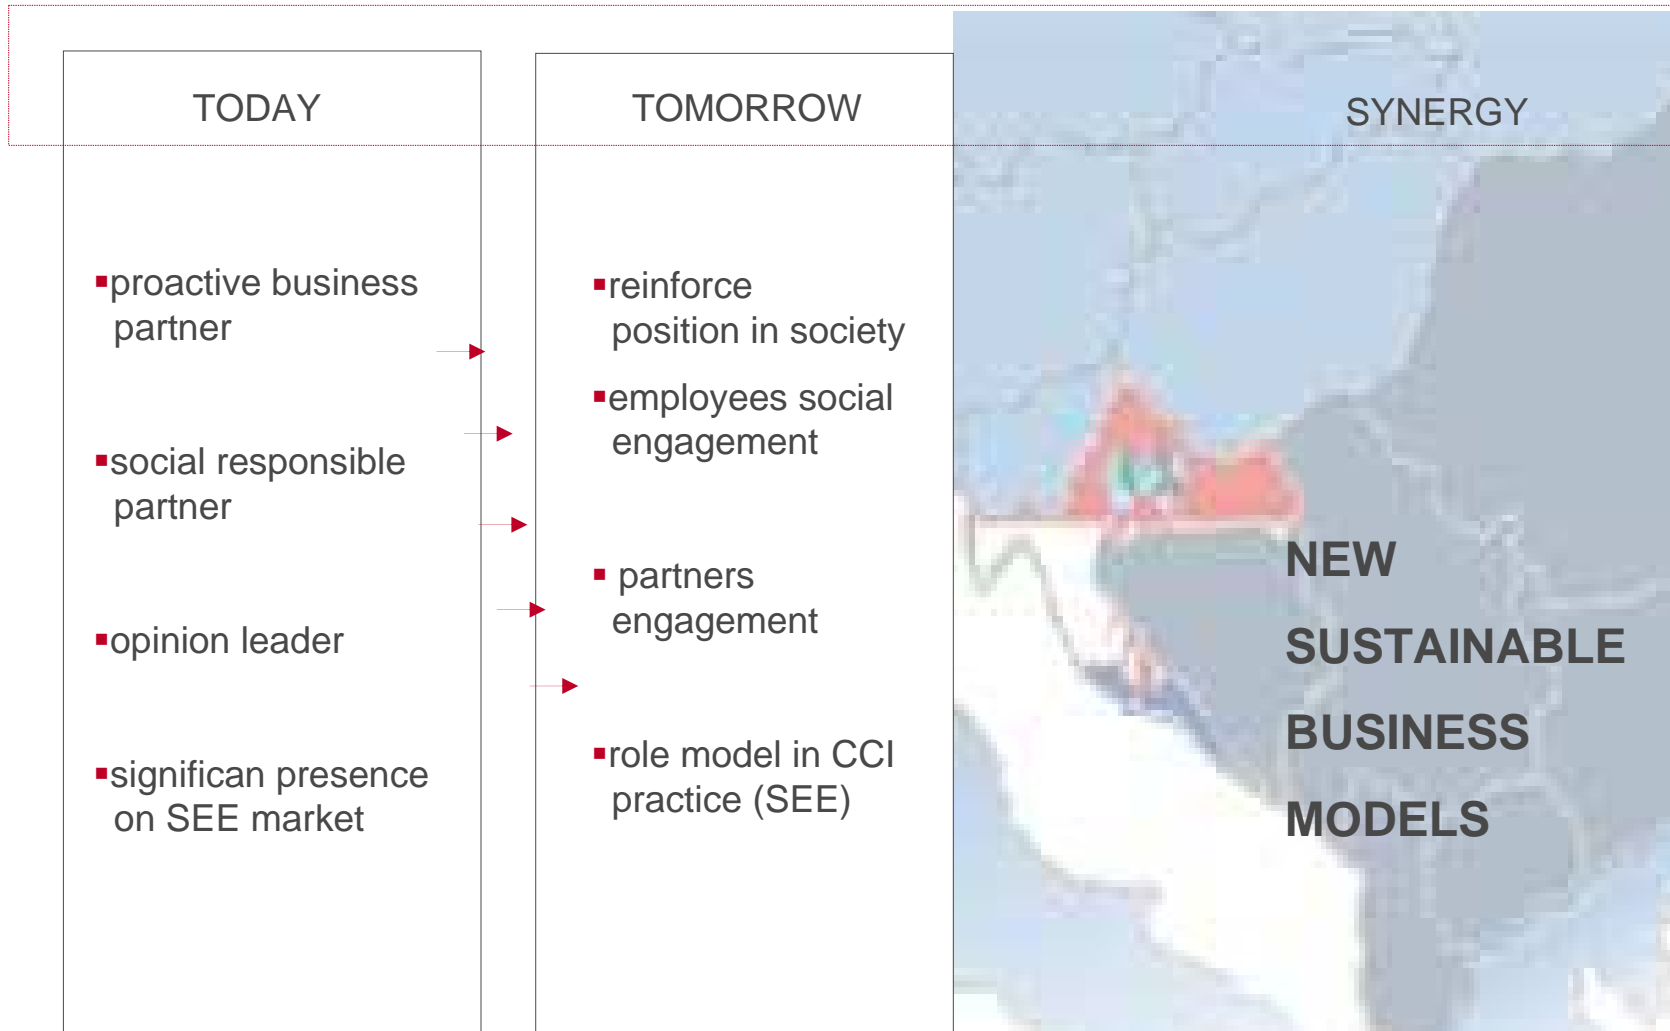 TODAY
▪proactive business
partner
▪social responsible
partner
▪opinion leader
▪significan presence
on SEE market
TOMORROW
▪reinforce
position in society
▪employees social
engagement
▪ partners
engagement
▪role model in CCI
practice (SEE)
SYNERGY
NEW
SUSTAINABLE
BUSINESS
MODELS